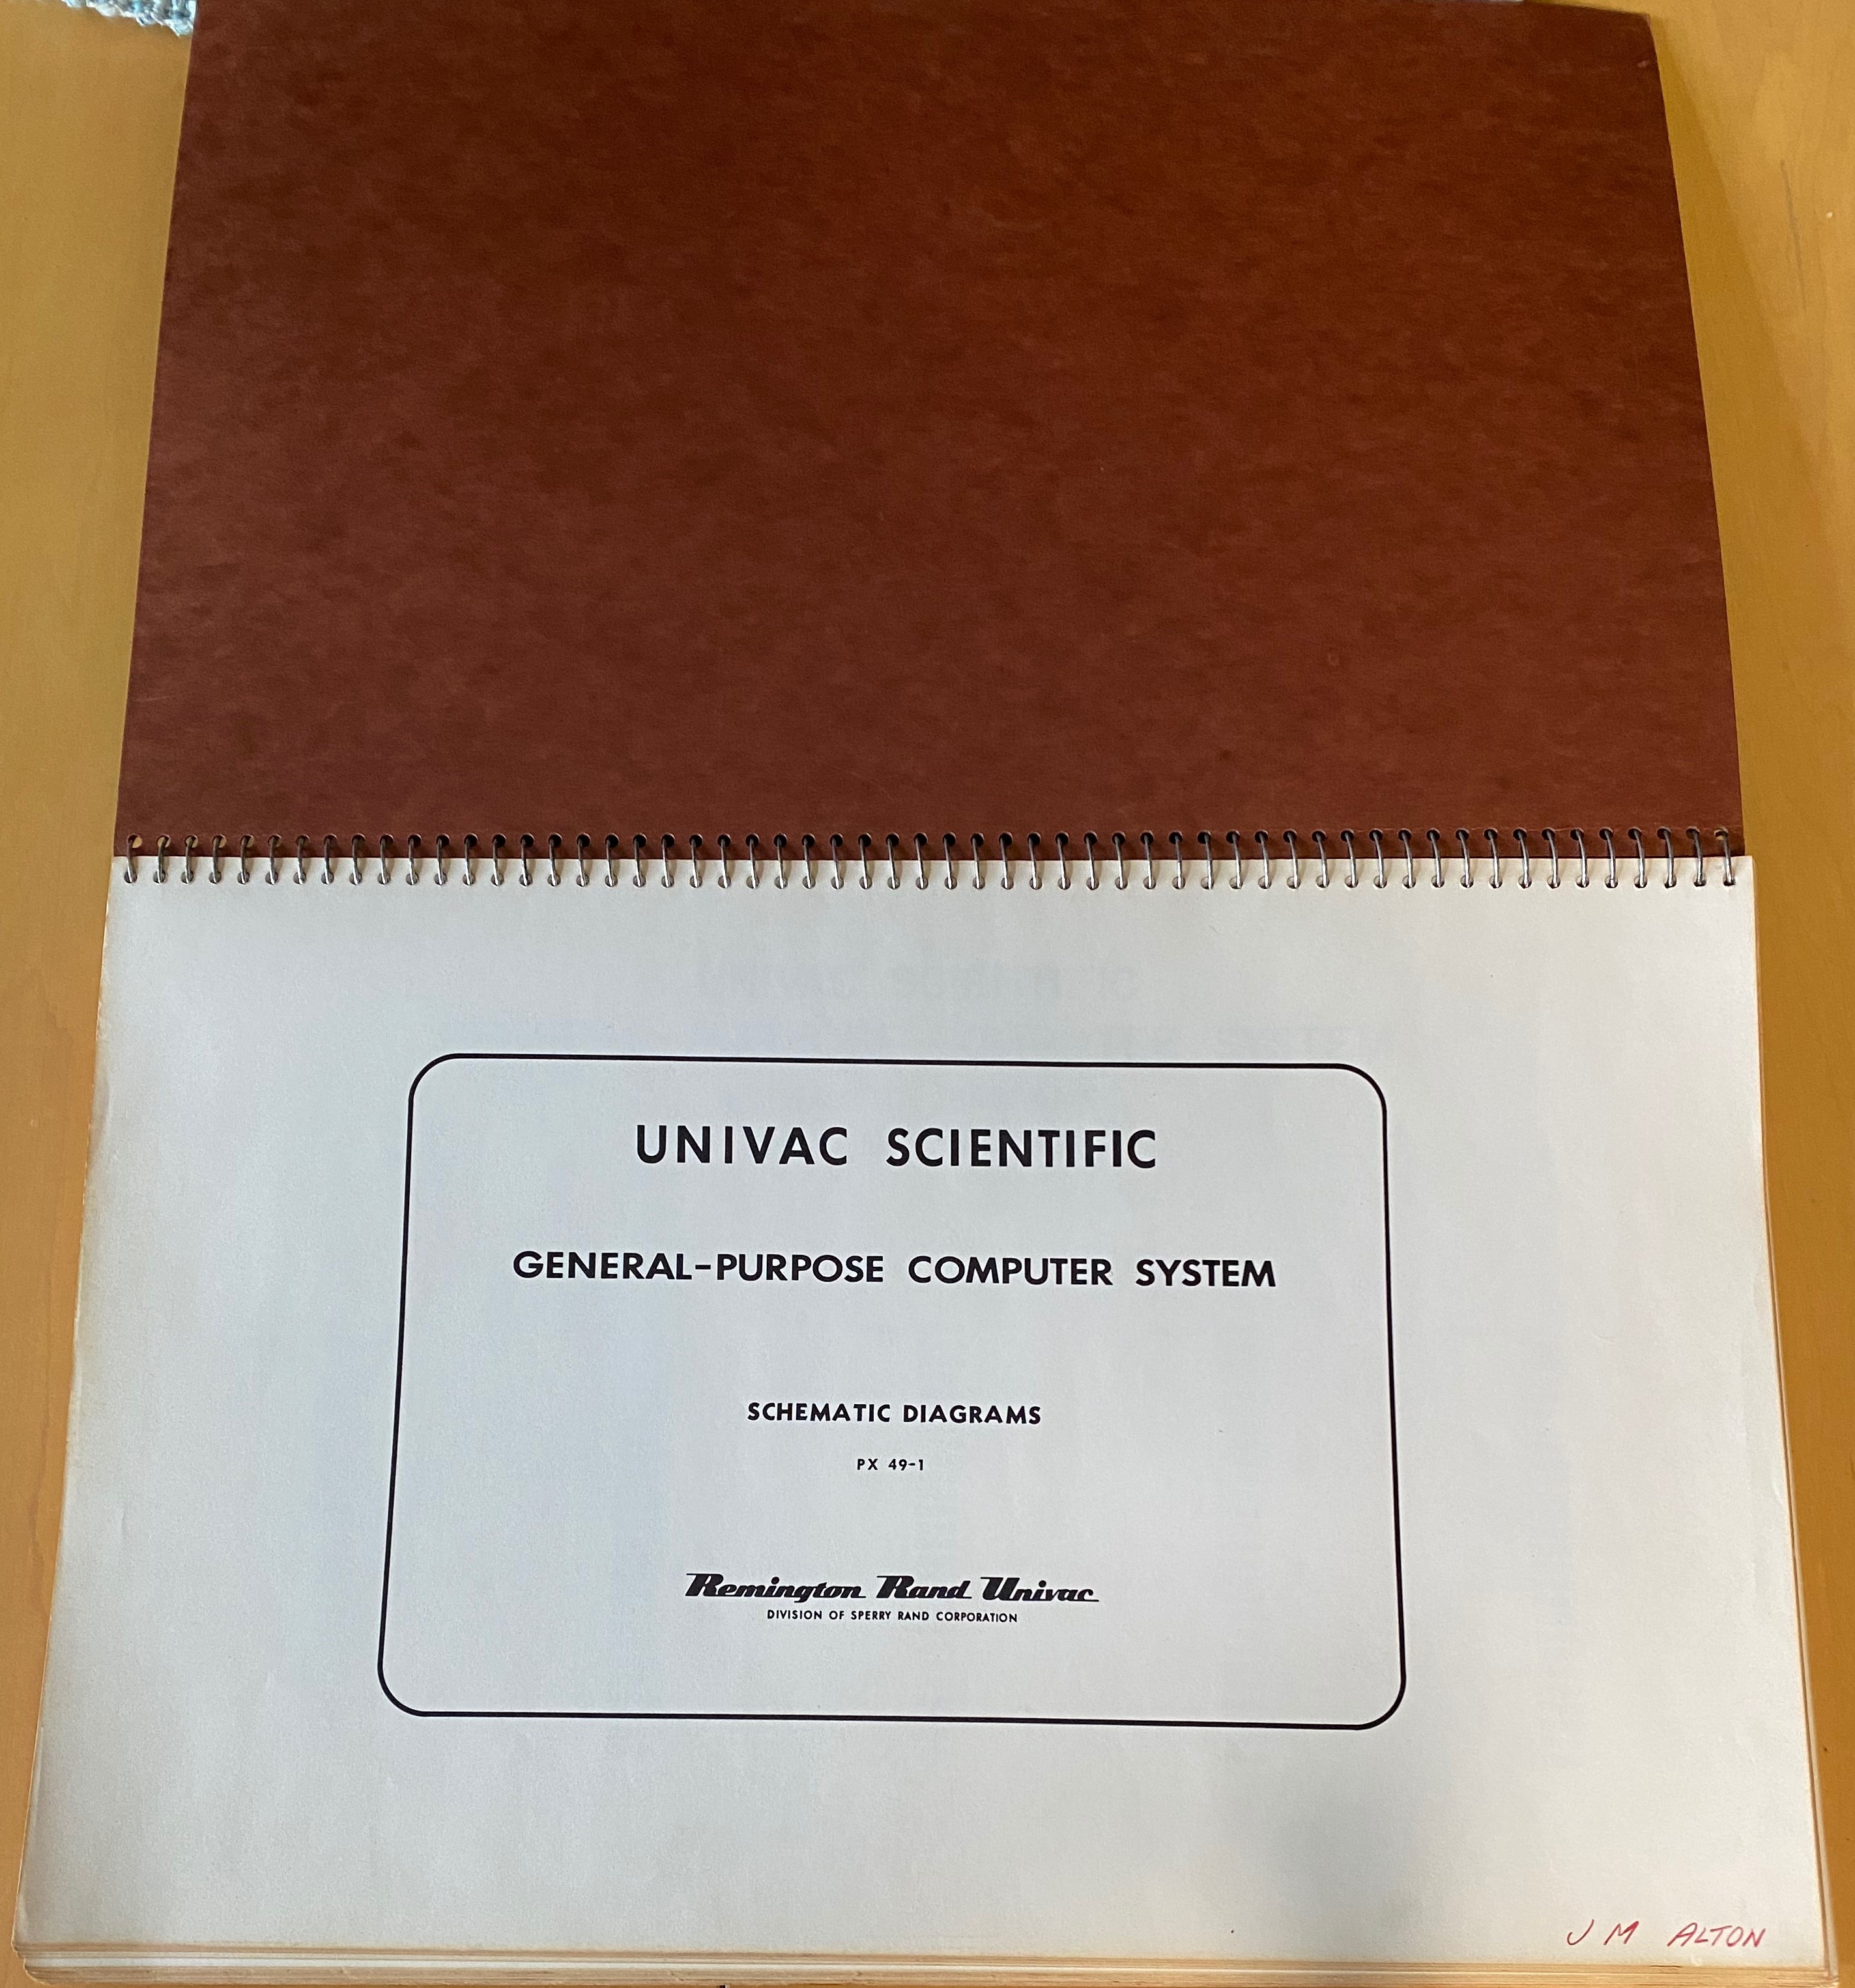 UNIVAC SCIENTIFIC
GENERAL-PURPOSE COMPUTER SYSTEM
SCHEMATIC DIAGRAMS
PX 49-1
Remington Rand Univac
DIVISION OF SPERRY RAND CORPORATION
J M ALTON